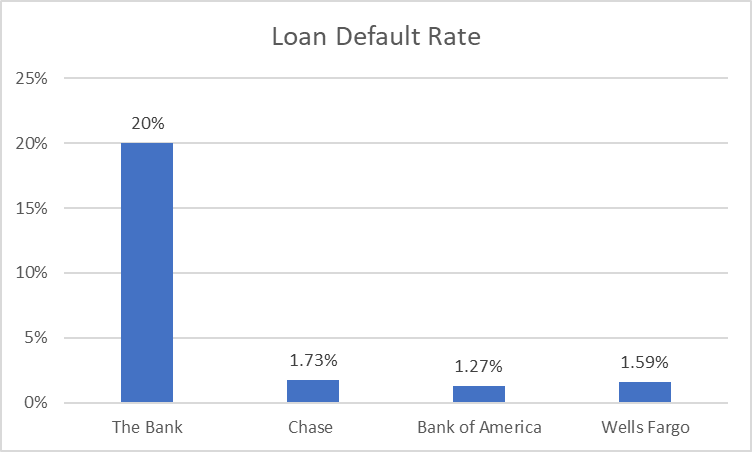 Loan Default Rate
25%
20%
15%
10%
5%
0%
20%
1.73%
1.27%
1.59%
The Bank
Chase
Bank of America
Wells Fargo